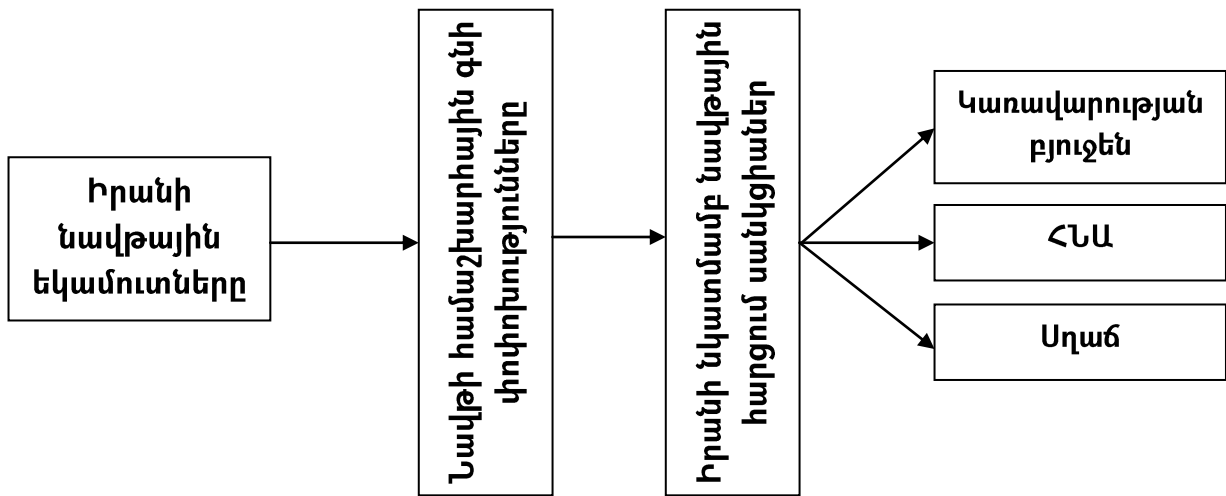 Իրանի
նավթային
եկամուտները
Նավթի համաշխարհային գնի
փոփոխությունները
Իրանի նկատմամբ նավթային
հարցում սանկցիաներ
Կառավարության
բյուջեն
ՀՆԱ
Սղաճ